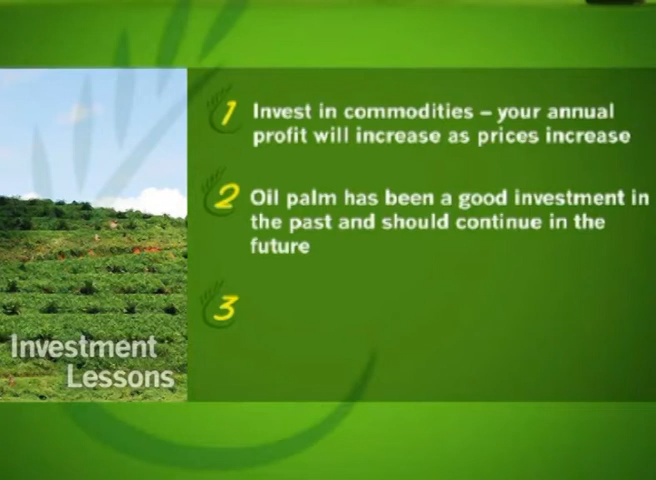 1 Invest in commodities – your annual
profit will increase as prices increase
2 Oil palm has been a good investment in
the past and should continue in the
future
3
Investment
Lessons